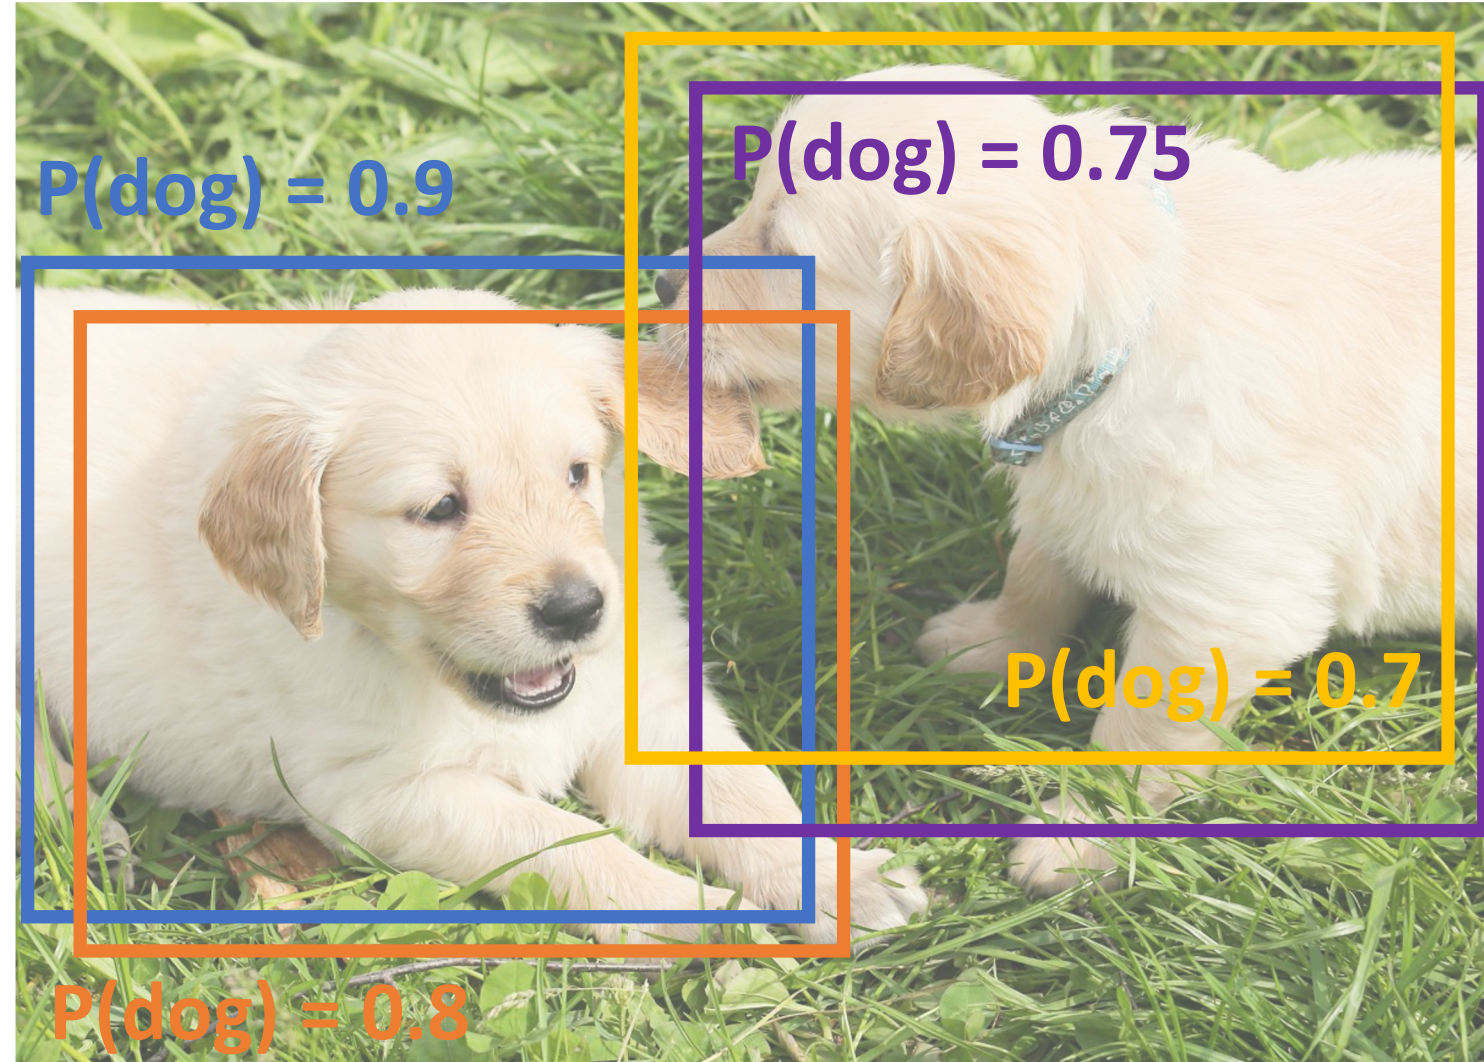 P(dog) = 0.75
P(dog) = 0.9
P(dog) = 0.7
P(dog) = 0.8